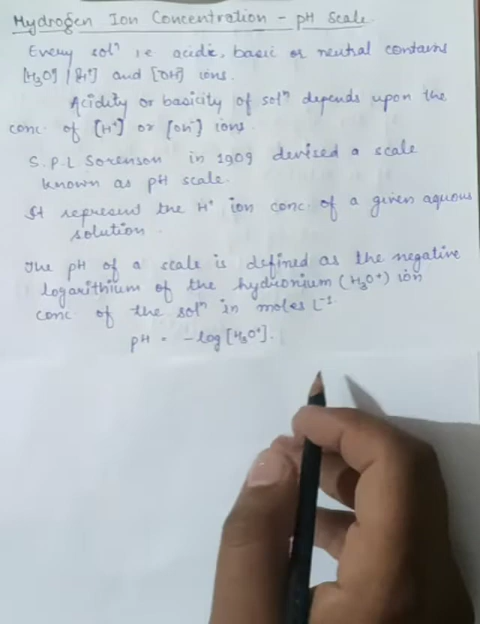 Hydrogen Ion Concentration - pH Scale
Every solⁿ i.e acidic, basic or neutral contains
[H₃O⁺] / [H⁺] and [OH⁻] ions.
Acidity or basicity of solⁿ depends upon the
conc. of [H⁺] or [OH⁻] ions.
S.P.L Sorenson in 1909 devised a scale
known as pH scale.
It represent the H⁺ ion conc. of a given aquous
solution.
The pH of a scale is defined as the negative
logarithium of the hydronium (H₃O⁺) ion
conc of the solⁿ in moles L⁻¹.
pH = -log [H₃O⁺].